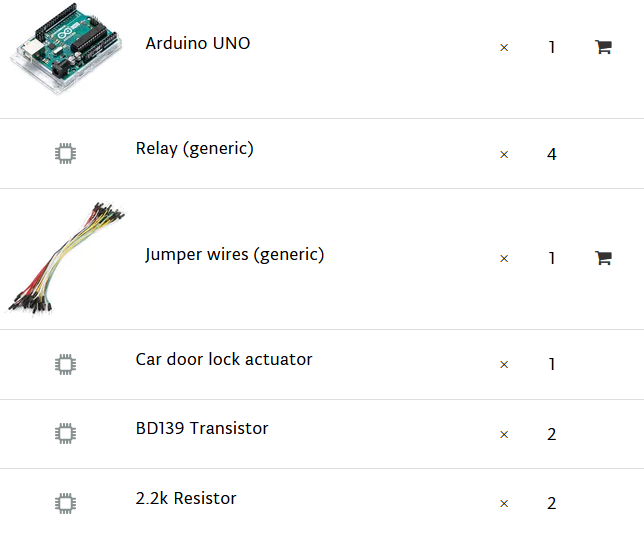 Arduino UNO × 1
Relay (generic) × 4
Jumper wires (generic) × 1
Car door lock actuator × 1
BD139 Transistor × 2
2.2k Resistor × 2